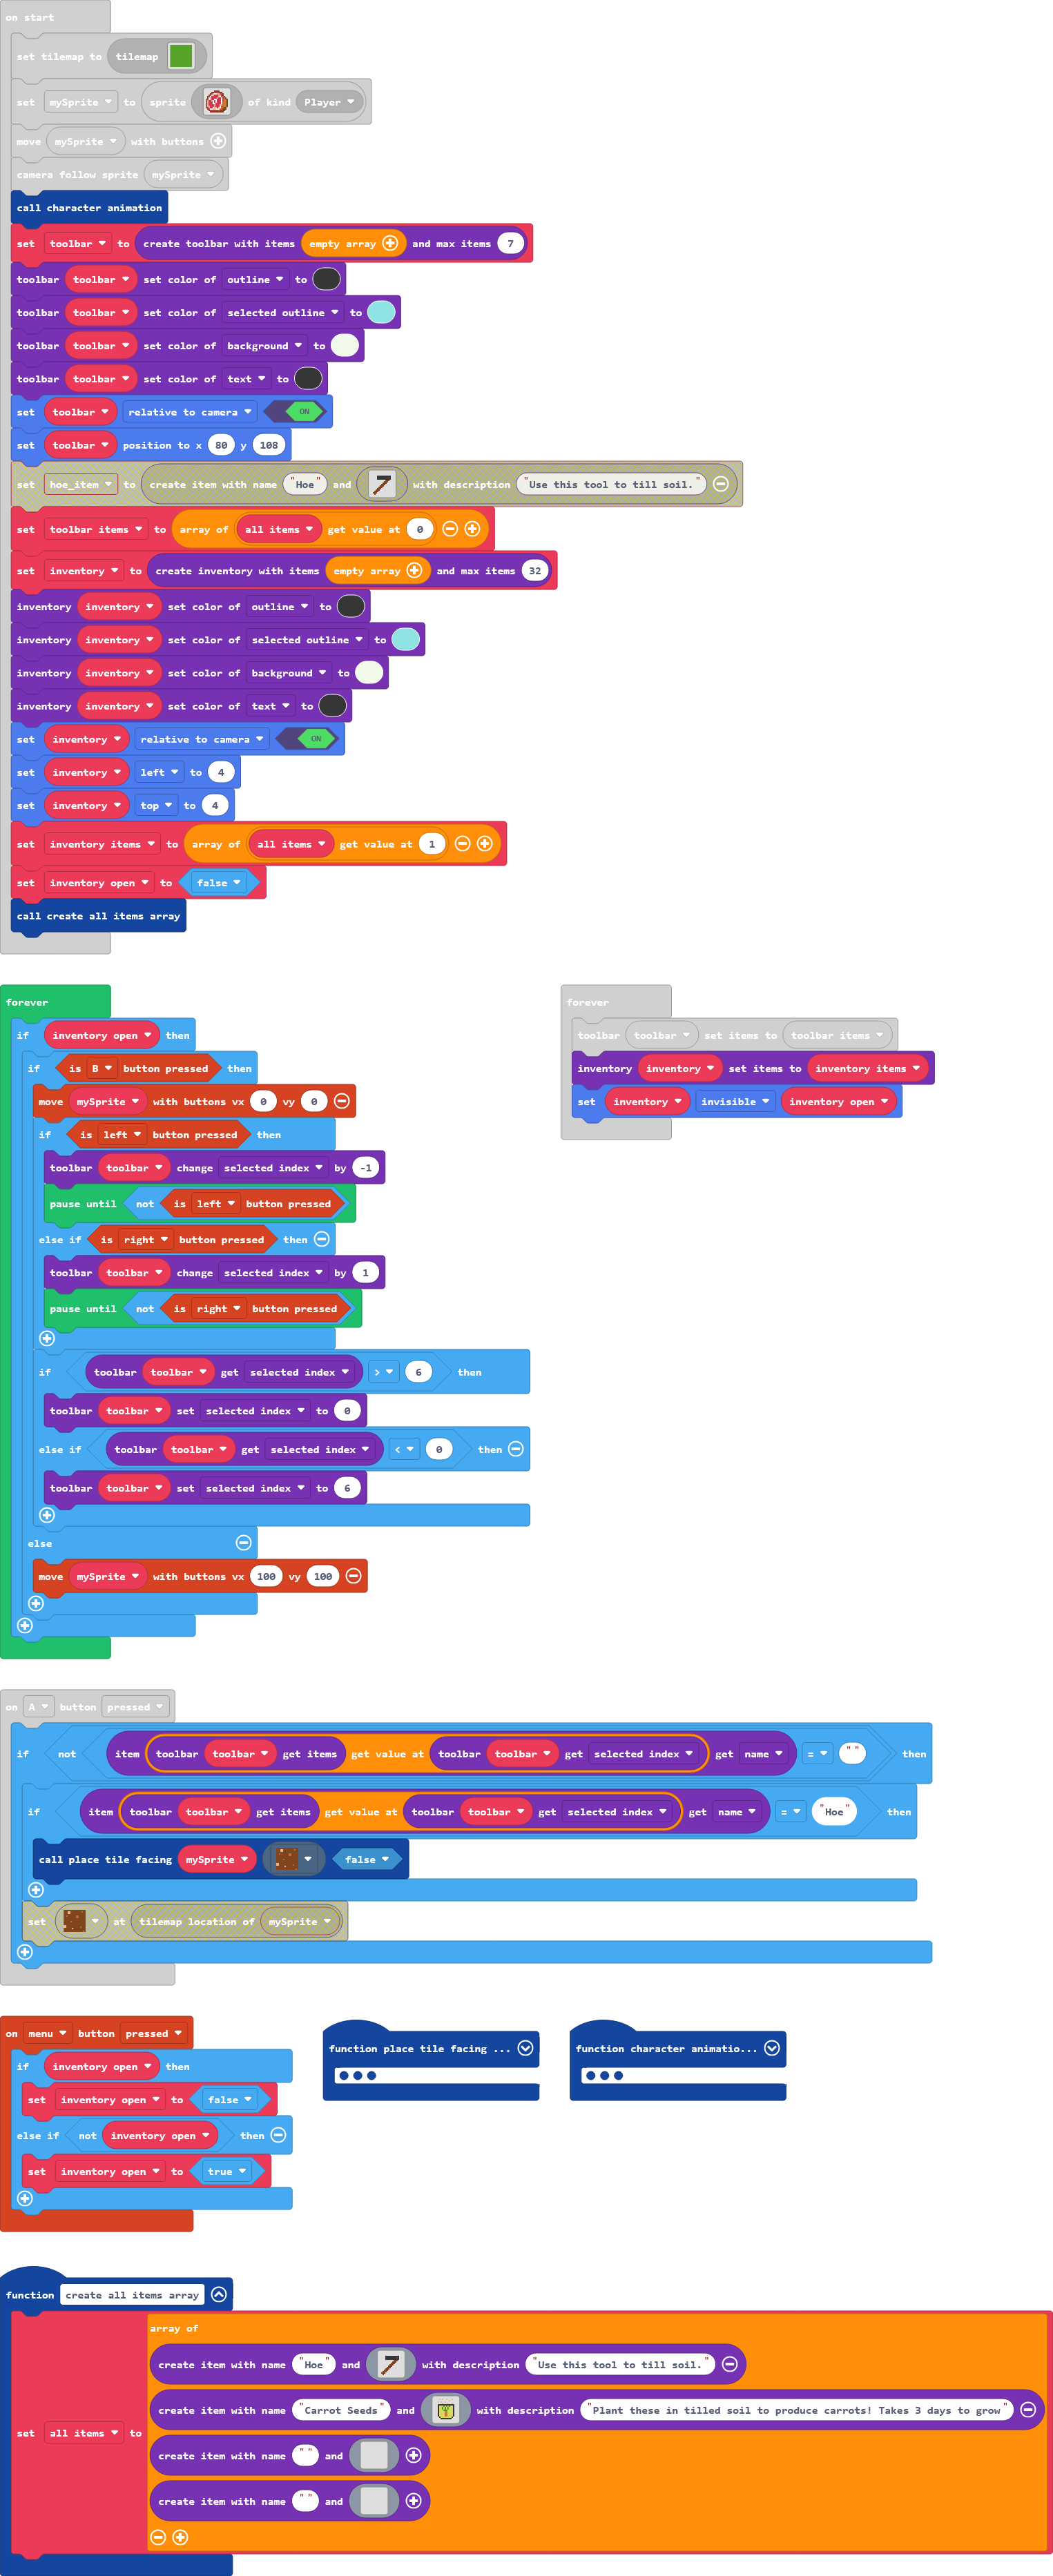 on start
set tilemap to tilemap
set mySprite to sprite of kind Player
move mySprite with buttons
camera follow sprite mySprite
call character animation
set toolbar to create toolbar with items empty array and max items 7
toolbar toolbar set color of outline to
toolbar toolbar set color of selected outline to
toolbar toolbar set color of background to
toolbar toolbar set color of text to
set toolbar relative to camera ON
set toolbar position to x 80 y 108
set hoe_item to create item with name "Hoe" and with description "Use this tool to till soil."
set toolbar items to array of all items get value at 0
set inventory to create inventory with items empty array and max items 32
inventory inventory set color of outline to
inventory inventory set color of selected outline to
inventory inventory set color of background to
inventory inventory set color of text to
set inventory relative to camera ON
set inventory left to 4
set inventory top to 4
set inventory items to array of all items get value at 1
set inventory open to false
call create all items array
forever
if inventory open then
if is B button pressed then
move mySprite with buttons vx 0 vy 0
if is left button pressed then
toolbar toolbar change selected index by -1
pause until not is left button pressed
else if is right button pressed then
toolbar toolbar change selected index by 1
pause until not is right button pressed
if toolbar toolbar get selected index > 6 then
toolbar toolbar set selected index to 0
else if toolbar toolbar get selected index < 0 then
toolbar toolbar set selected index to 6
else
move mySprite with buttons vx 100 vy 100
forever
toolbar toolbar set items to toolbar items
inventory inventory set items to inventory items
set inventory invisible inventory open
on A button pressed
if not item toolbar toolbar get items get value at toolbar toolbar get selected index get name = "" then
if item toolbar toolbar get items get value at toolbar toolbar get selected index get name = "Hoe" then
call place tile facing mySprite false
set at tilemap location of mySprite
on menu button pressed
if inventory open then
set inventory open to false
else if not inventory open then
set inventory open to true
function place tile facing ...
function character animatio...
function create all items array
set all items to array of
create item with name "Hoe" and with description "Use this tool to till soil."
create item with name "Carrot Seeds" and with description "Plant these in tilled soil to produce carrots! Takes 3 days to grow
create item with name "" and
create item with name "" and